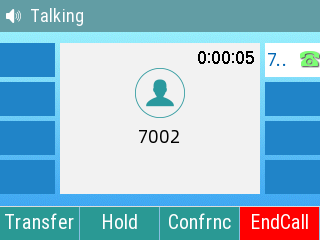 Talking
0:00:05
7..
7002
Transfer Hold Confrnc EndCall